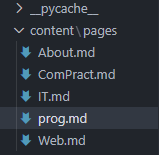 __pycache__
content\pages
About.md
ComPract.md
IT.md
prog.md
Web.md